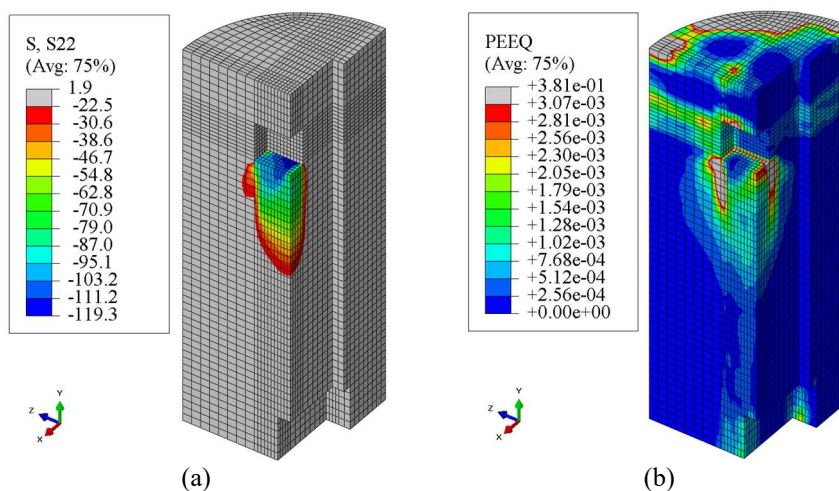 S, S22
(Avg: 75%)
1.9
-22.5
-30.6
-38.6
-46.7
-54.8
-62.8
-70.9
-79.0
-87.0
-95.1
-103.2
-111.2
-119.3
Y
Z
X
(a)
PEEQ
(Avg: 75%)
+3.81e-01
+3.07e-03
+2.81e-03
+2.56e-03
+2.30e-03
+2.05e-03
+1.79e-03
+1.54e-03
+1.28e-03
+1.02e-03
+7.68e-04
+5.12e-04
+2.56e-04
+0.00e+00
Y
Z
X
(b)